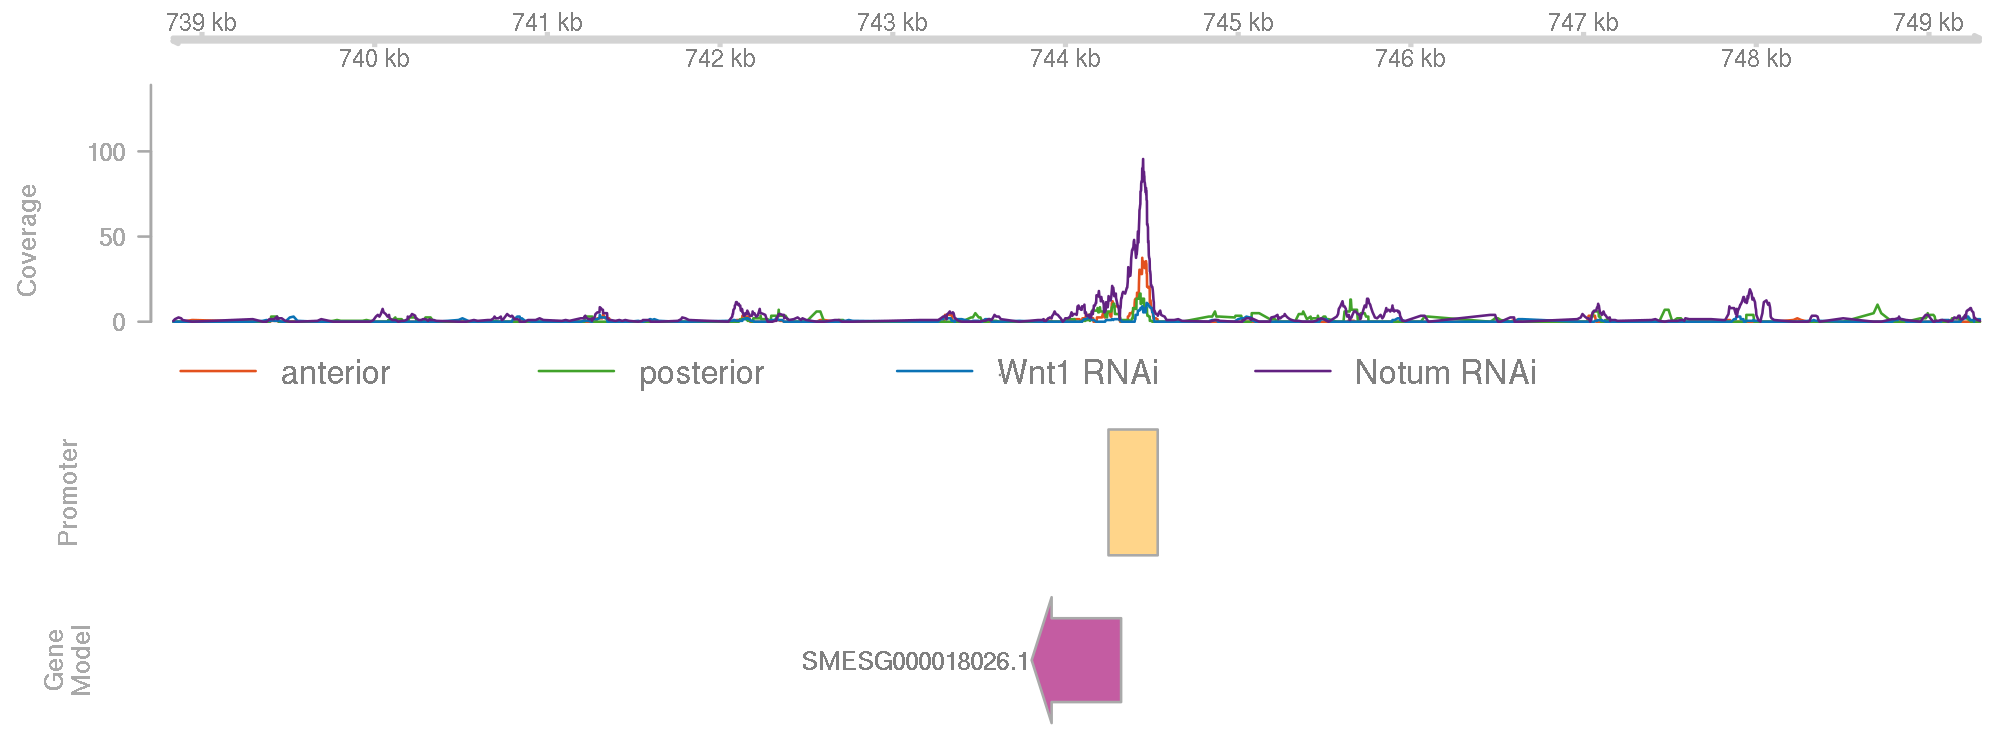 739 kb 741 kb 743 kb 745 kb 747 kb 749 kb
740 kb 742 kb 744 kb 746 kb 748 kb
Coverage
100
50
0
anterior posterior Wnt1 RNAi Notum RNAi
Promoter
Gene
Model
SMESG000018026.1